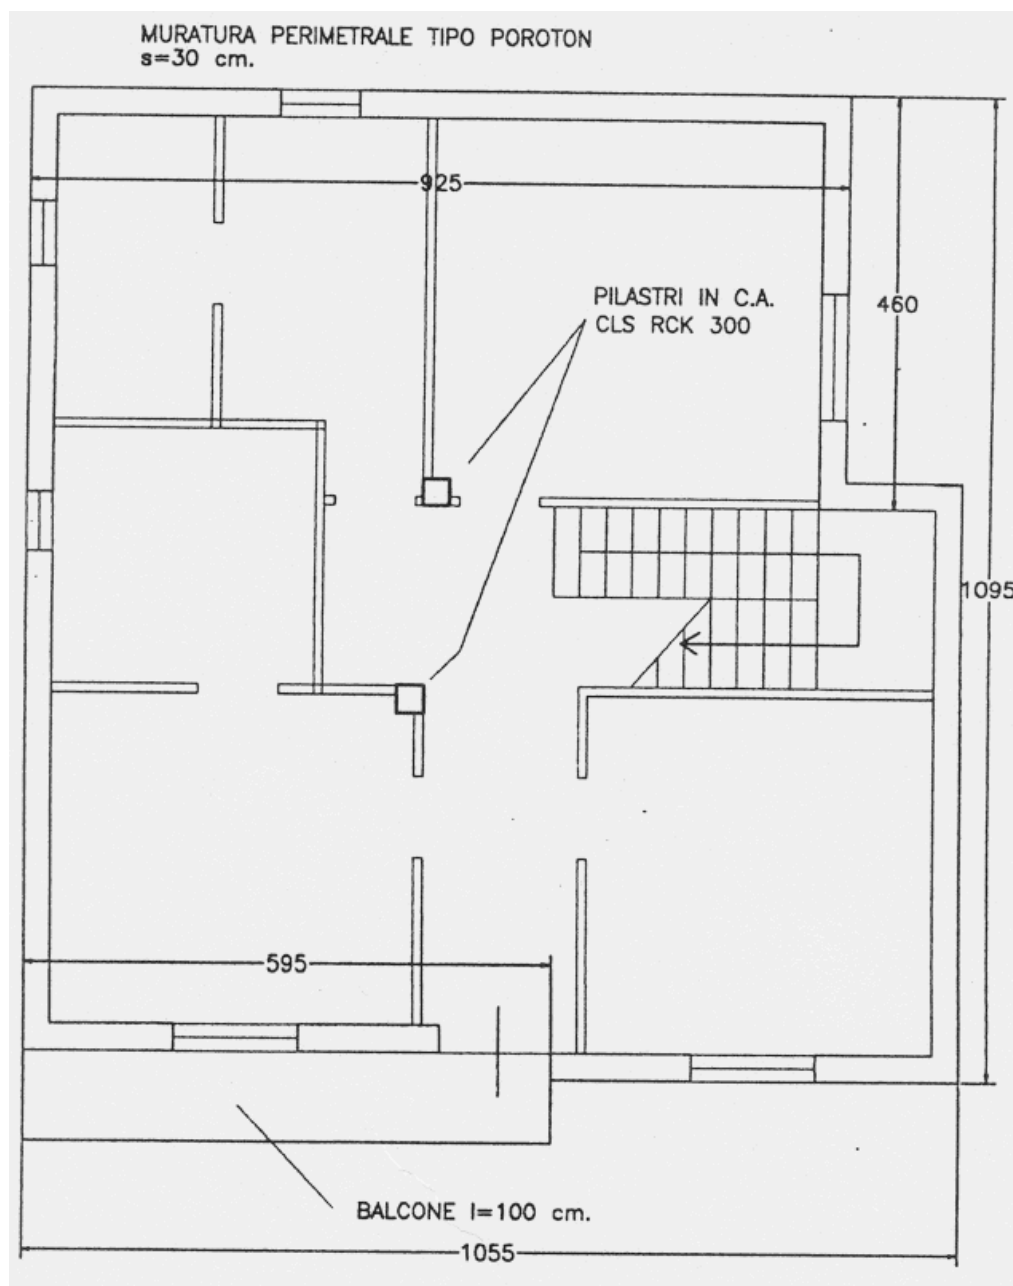 MURATURA PERIMETRALE TIPO POROTON
s=30 cm.
925
PILASTRI IN C.A.
CLS RCK 300
460
1095
595
BALCONE l=100 cm.
1055